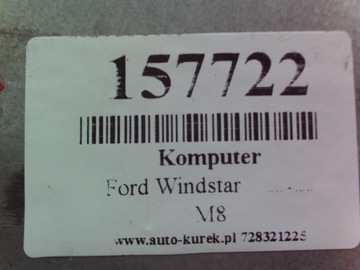 157722
Komputer
Ford Windstar
M8
www.auto-kurek.pl 728321225